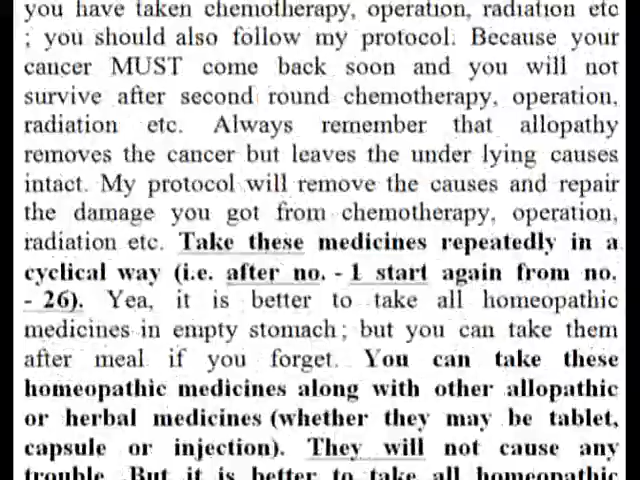 you have taken chemotherapy, operation, radiation etc
; you should also follow my protocol. Because your
cancer MUST come back soon and you will not
survive after second round chemotherapy, operation,
radiation etc. Always remember that allopathy
removes the cancer but leaves the under lying causes
intact. My protocol will remove the causes and repair
the damage you got from chemotherapy, operation,
radiation etc. Take these medicines repeatedly in a
cyclical way (i.e. after no. - 1 start again from no.
- 26). Yea, it is better to take all homeopathic
medicines in empty stomach; but you can take them
after meal if you forget. You can take these
homeopathic medicines along with other allopathic
or herbal medicines (whether they may be tablet,
capsule or injection). They will not cause any
trouble. But it is better to take all homeopathic